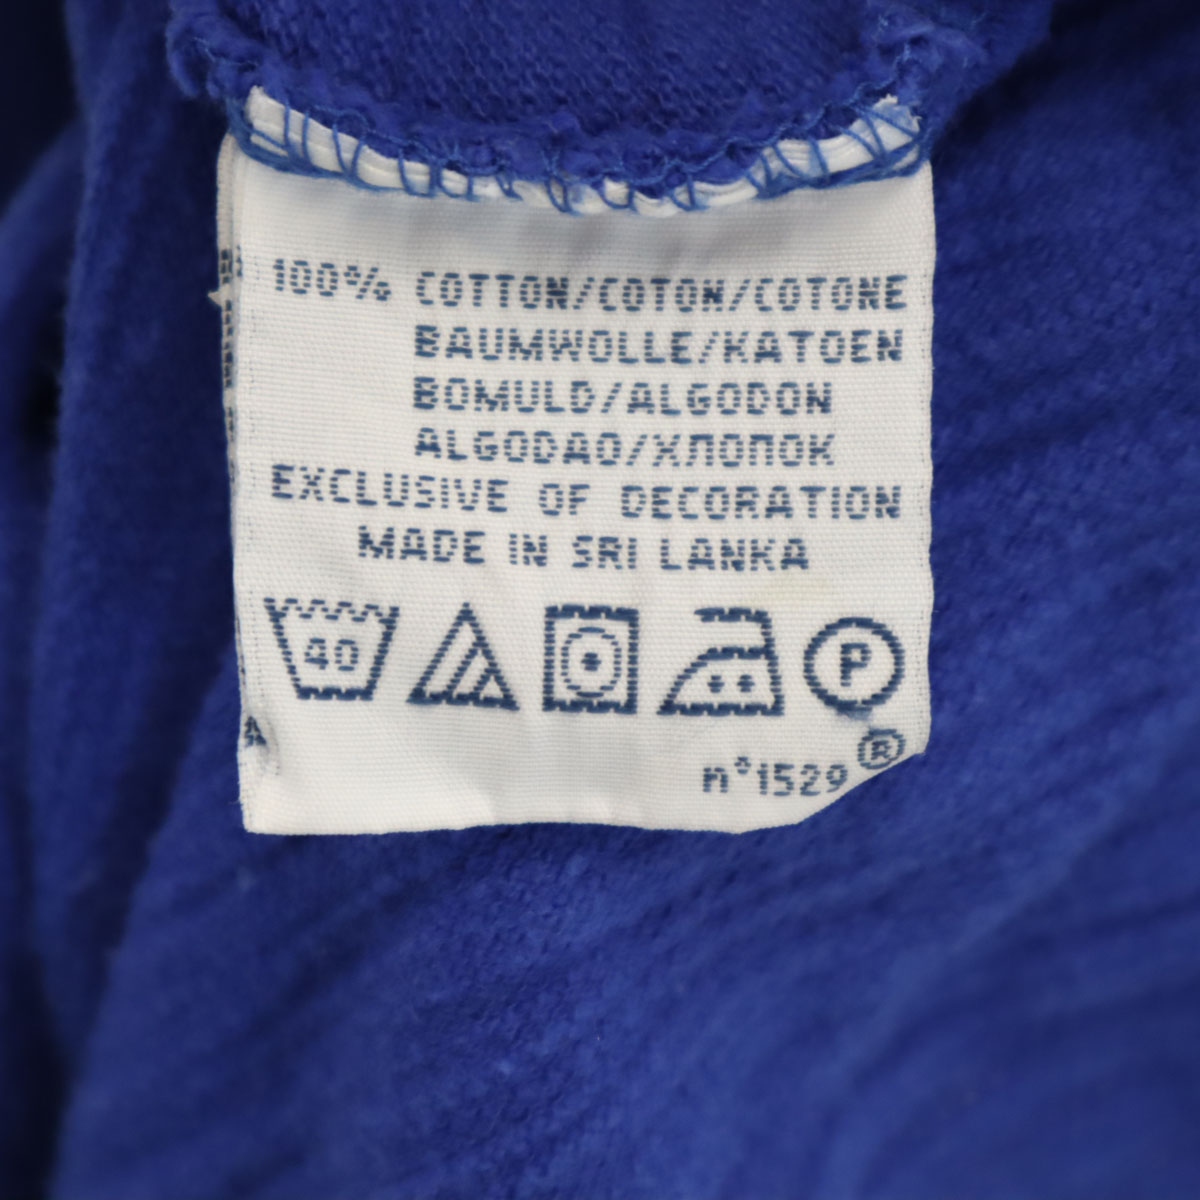 100% COTTON/COTON/COTONE
BAUMWOLLE/KATOEN
BOMULD/ALGODON
ALGODAO/ХЛОПОК
EXCLUSIVE OF DECORATION
MADE IN SRI LANKA
40
P
®
n°1529